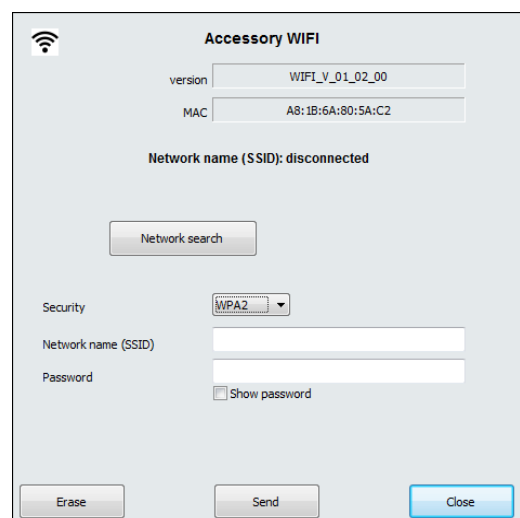 Accessory WIFI
version WIFI_V_01_02_00
MAC A8:1B:6A:80:5A:C2
Network name (SSID): disconnected
Network search
Security WPA2
Network name (SSID)
Password
Show password
Erase Send Close